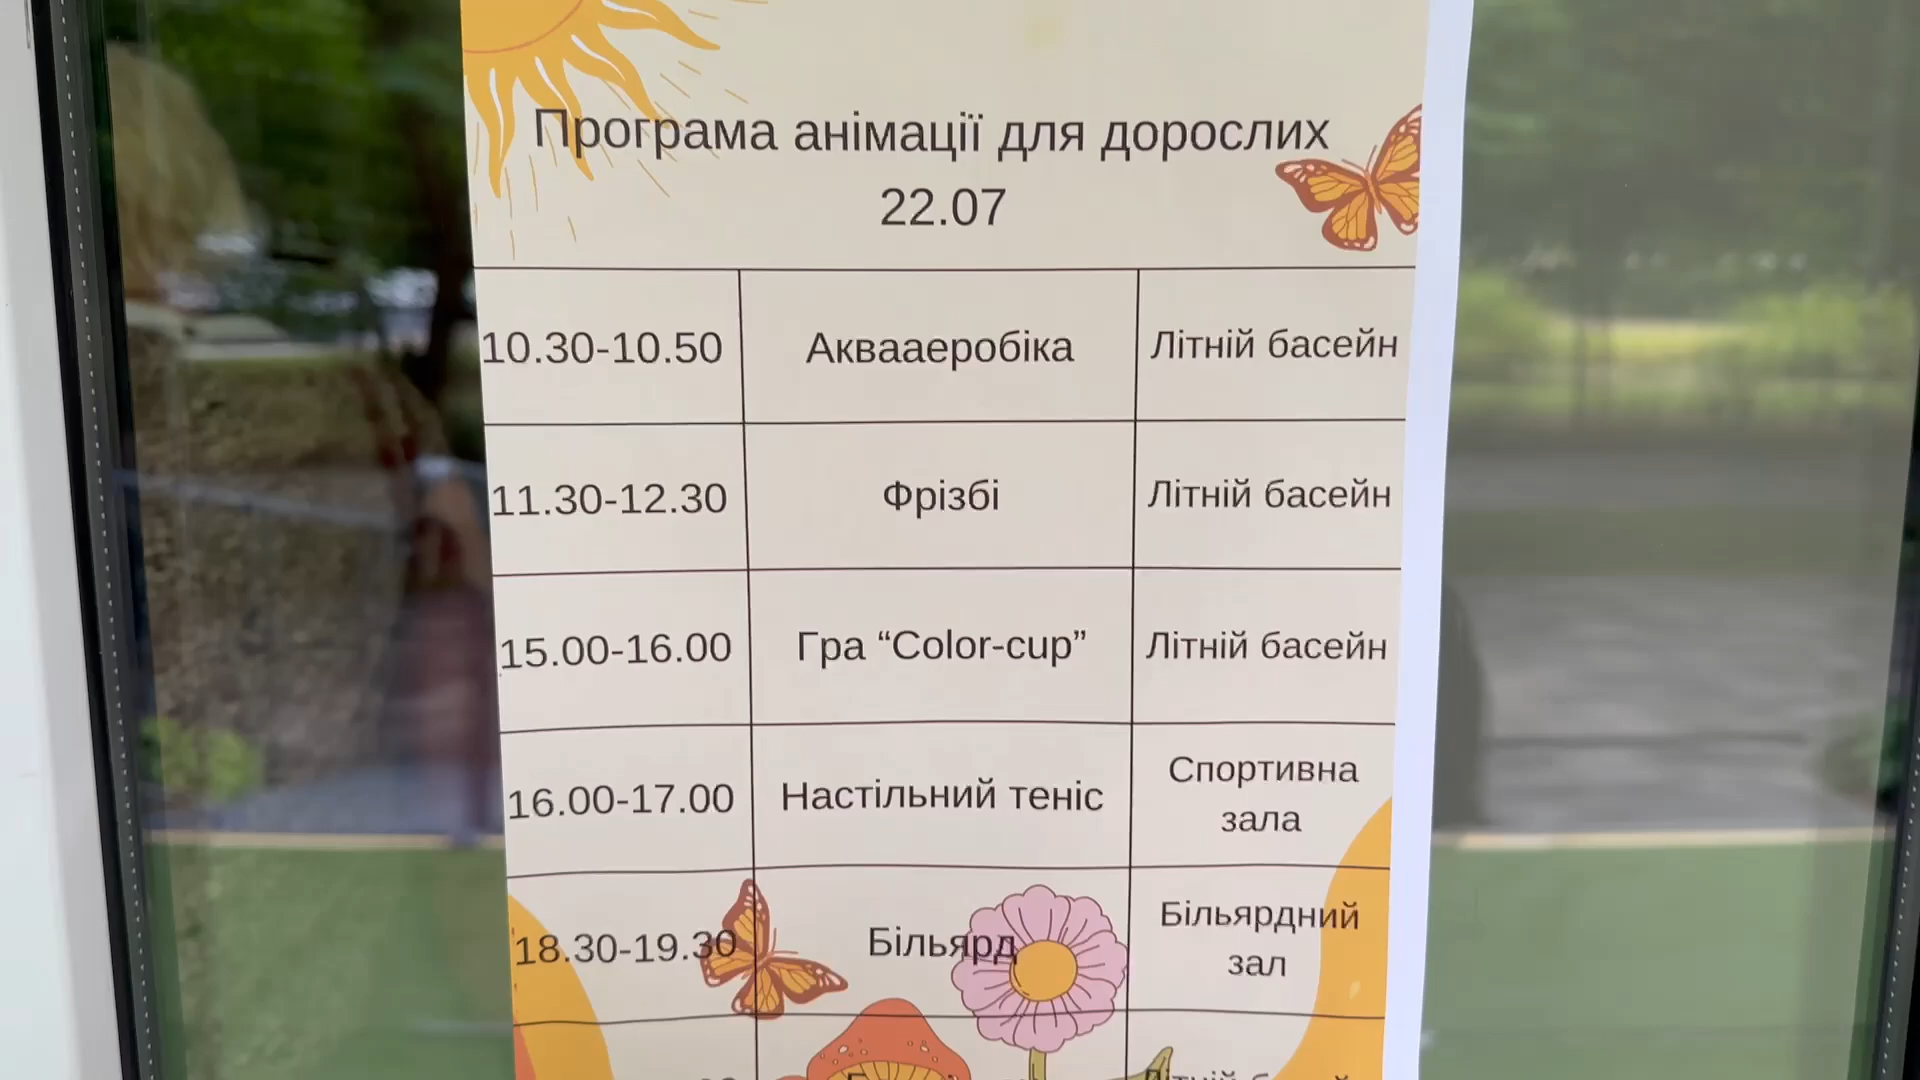 Програма анімації для дорослих
22.07
10.30-10.50 Аквааеробіка Літній басейн
11.30-12.30 Фрізбі Літній басейн
15.00-16.00 Гра “Color-cup” Літній басейн
16.00-17.00 Настільний теніс Спортивна
зала
18.30-19.30 Більярд Більярдний
зал